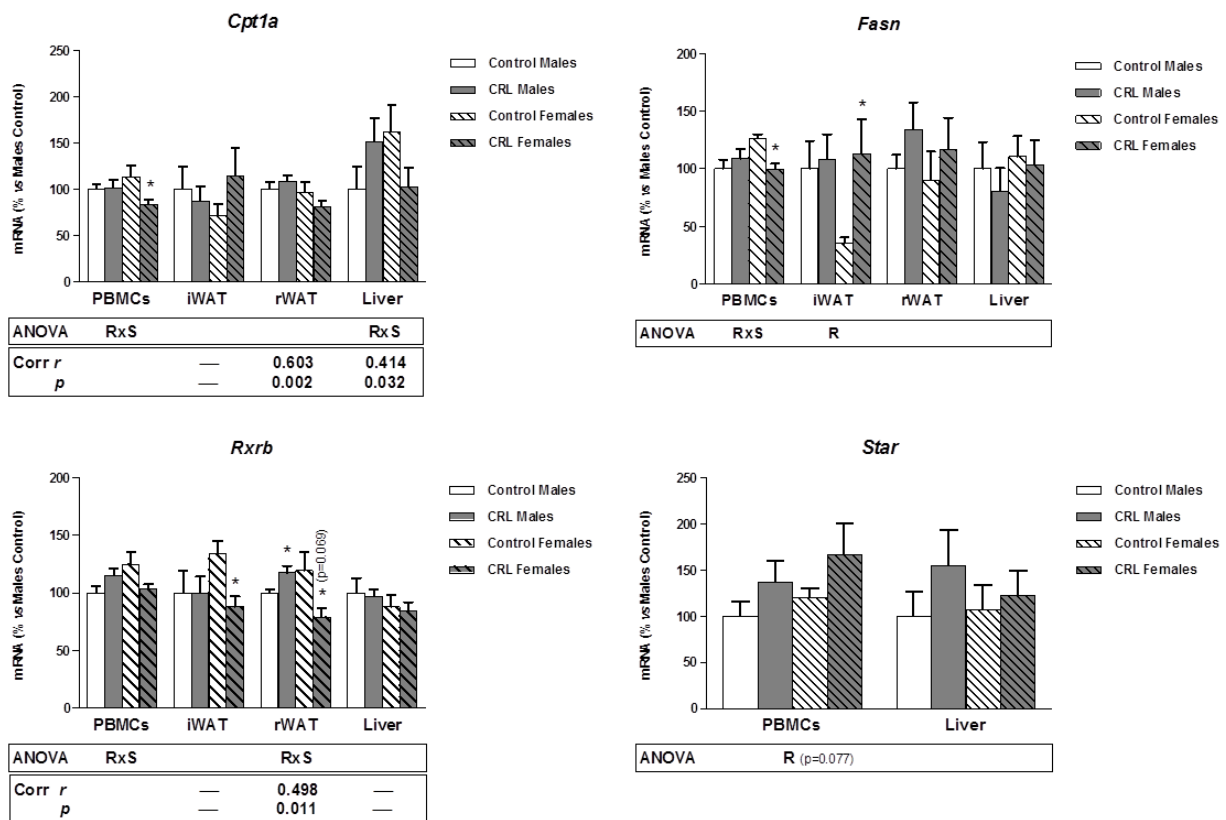 Cpt1a
mRNA (% vs Males Control)
250
200
150
100
50
0
PBMCs iWAT rWAT Liver
Control Males
CRL Males
Control Females
CRL Females
*
ANOVA RxS RxS
Corr r — 0.603 0.414
p — 0.002 0.032
Fasn
mRNA (% vs Males Control)
200
150
100
50
0
PBMCs iWAT rWAT Liver
Control Males
CRL Males
Control Females
CRL Females
* *
ANOVA RxS R
Rxrb
mRNA (% vs Males Control)
200
150
100
50
0
PBMCs iWAT rWAT Liver
Control Males
CRL Males
Control Females
CRL Females
* * * (p=0.069)
ANOVA RxS RxS
Corr r — 0.498 —
p — 0.011 —
Star
mRNA (% vs Males Control)
250
200
150
100
50
0
PBMCs Liver
Control Males
CRL Males
Control Females
CRL Females
ANOVA R (p=0.077)